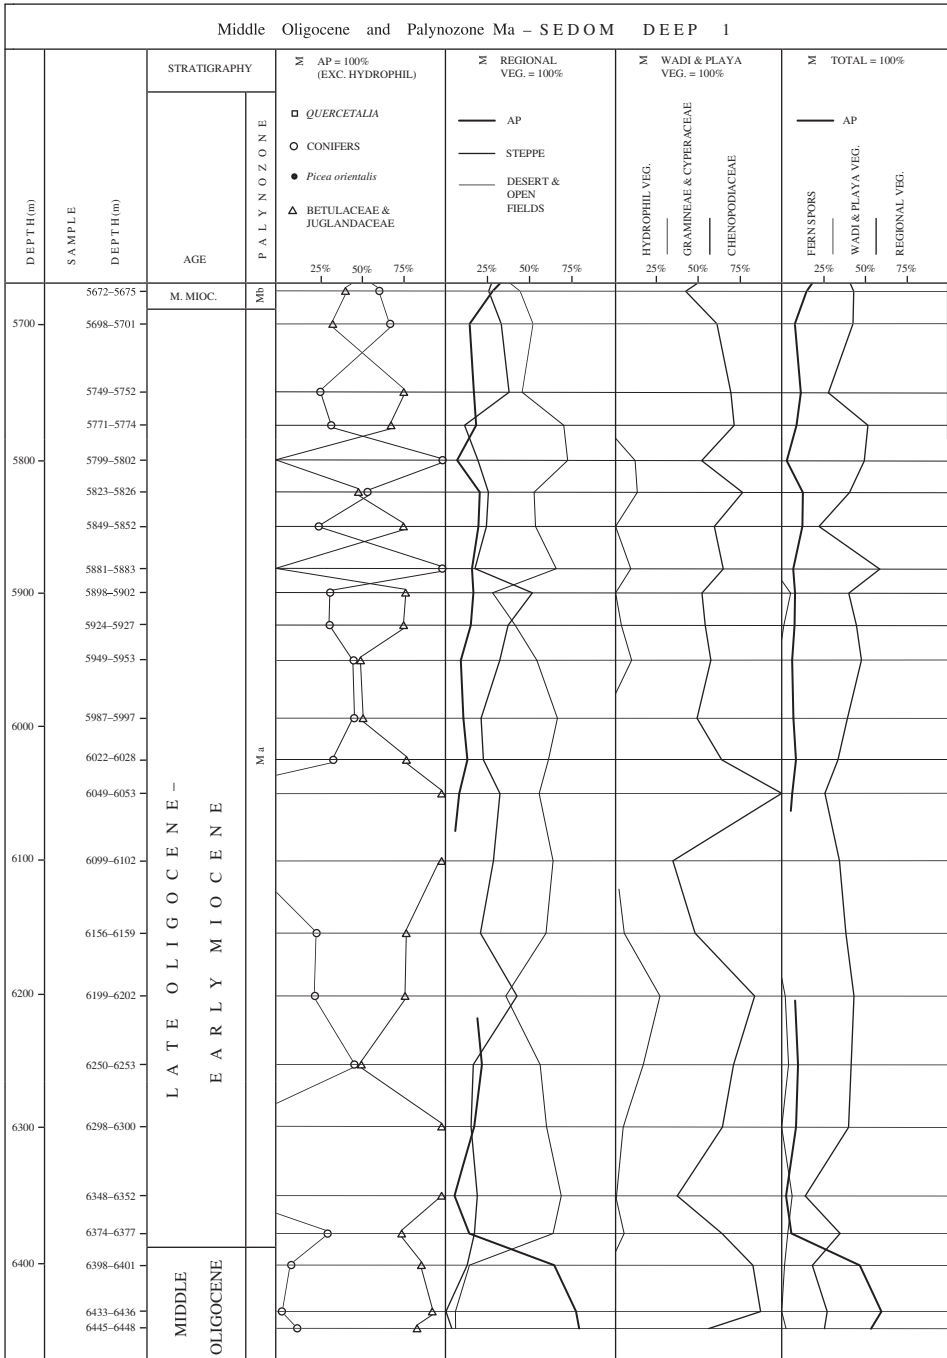 Middle Oligocene and Palynozone Ma – SEDOM DEEP 1
DEPTH(m)
SAMPLE
DEPTH(m)
STRATIGRAPHY
AGE
PALYNOZONE
M AP = 100%
(EXC. HYDROPHIL)
QUERCETALIA
CONIFERS
Picea orientalis
BETULACEAE &
JUGLANDACEAE
25% 50% 75%
M REGIONAL
VEG. = 100%
AP
STEPPE
DESERT &
OPEN
FIELDS
25% 50% 75%
M WADI & PLAYA
VEG. = 100%
HYDROPHIL VEG.
GRAMINEAE & CYPERACEAE
CHENOPODIACEAE
25% 50% 75%
M TOTAL = 100%
AP
FERN SPORS
WADI & PLAYA VEG.
REGIONAL VEG.
25% 50% 75%
5672–5675
M. MIOC.
Mb
5700
5698–5701
5749–5752
5771–5774
5800
5799–5802
5823–5826
5849–5852
5881–5883
5900
5898–5902
5924–5927
5949–5953
6000
5987–5997
6022–6028
6049–6053
6100
6099–6102
6156–6159
6200
6199–6202
6250–6253
6300
6298–6300
6348–6352
6374–6377
6400
6398–6401
6433–6436
6445–6448
LATE OLIGOCENE –
EARLY MIOCENE
Ma
MIDDLE
OLIGOCENE